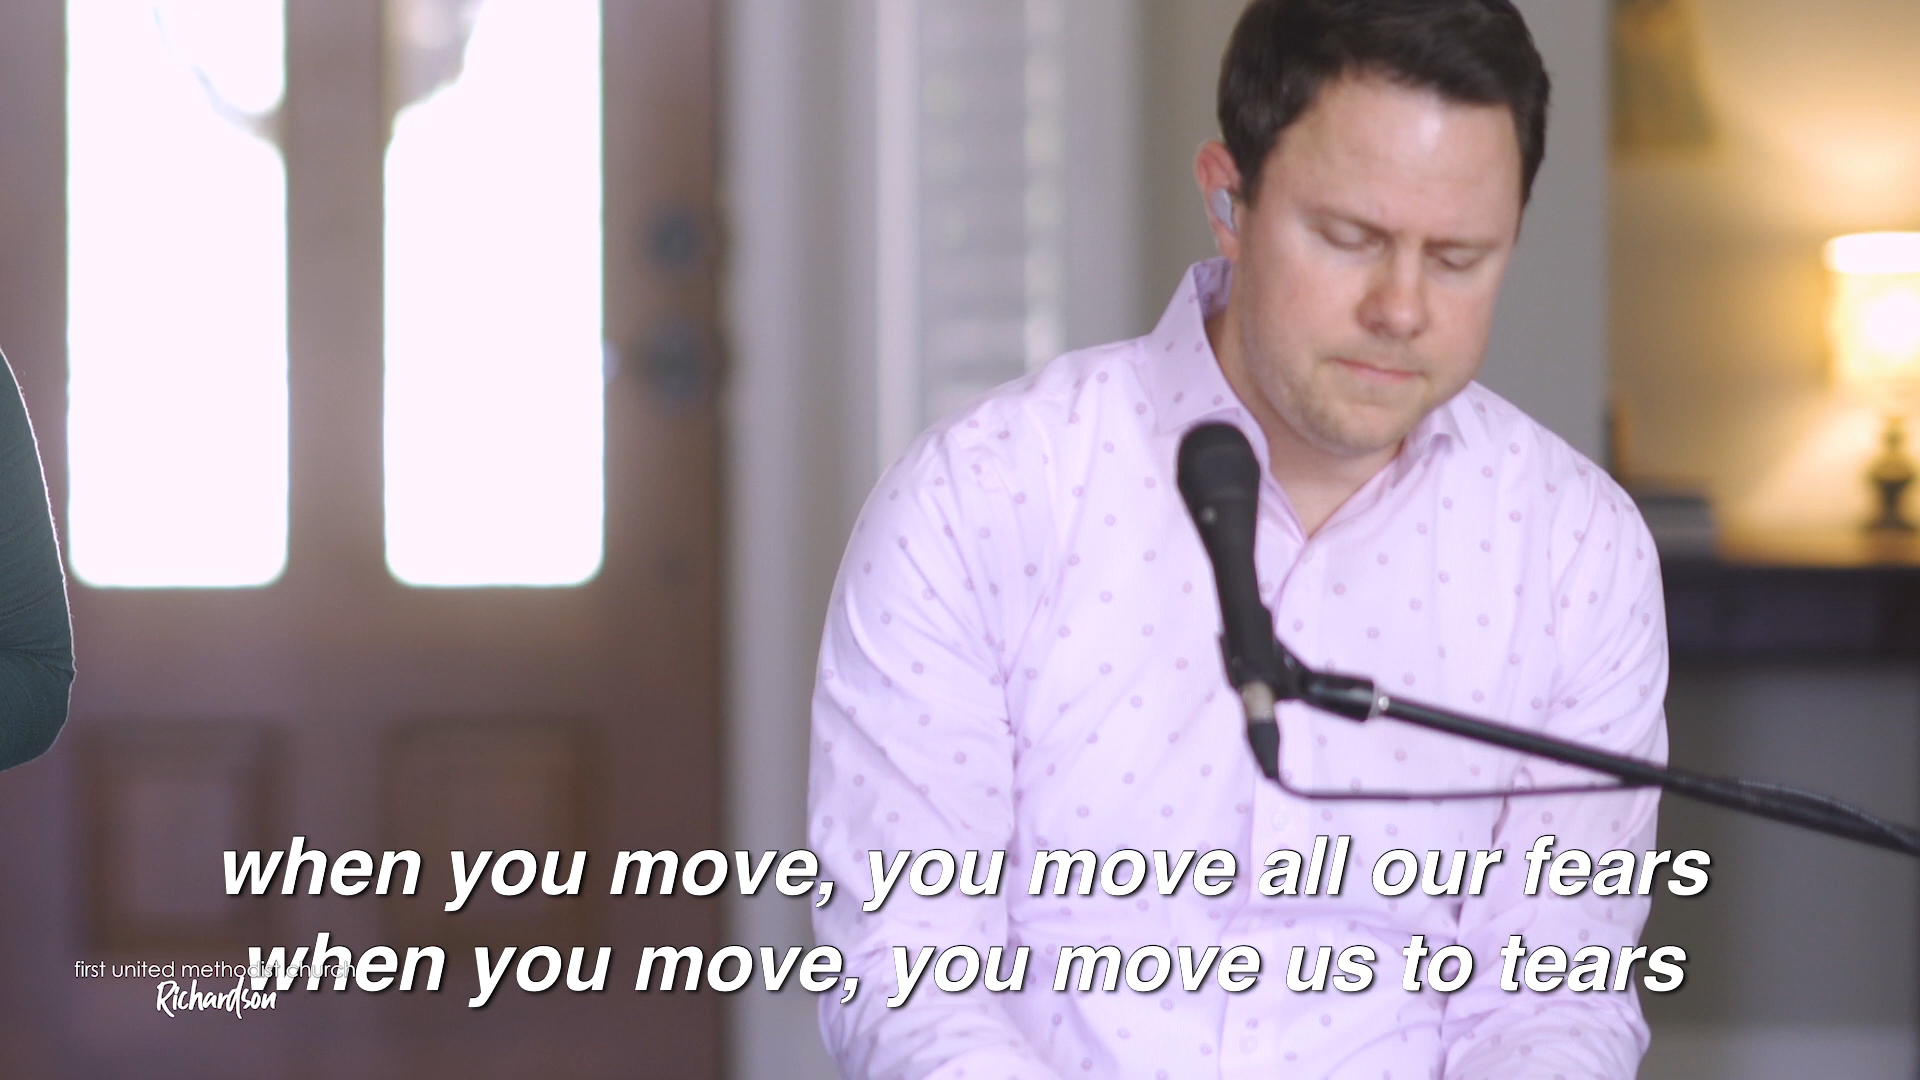 when you move, you move all our fears
when you move, you move us to tears
first united methodist church
Richardson